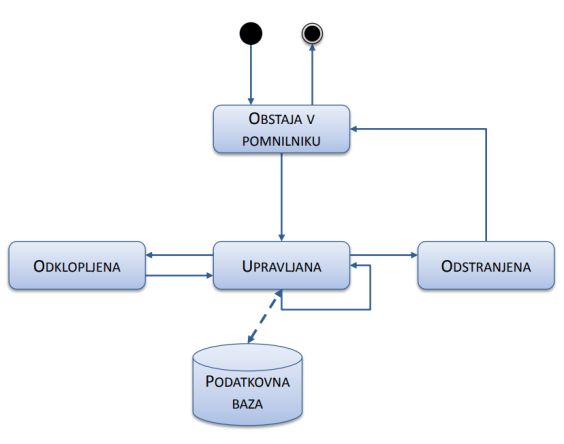 OBSTAJA V
POMNILNIKU
ODKLOPLJENA
UPRAVLJANA
ODSTRANJENA
PODATKOVNA
BAZA